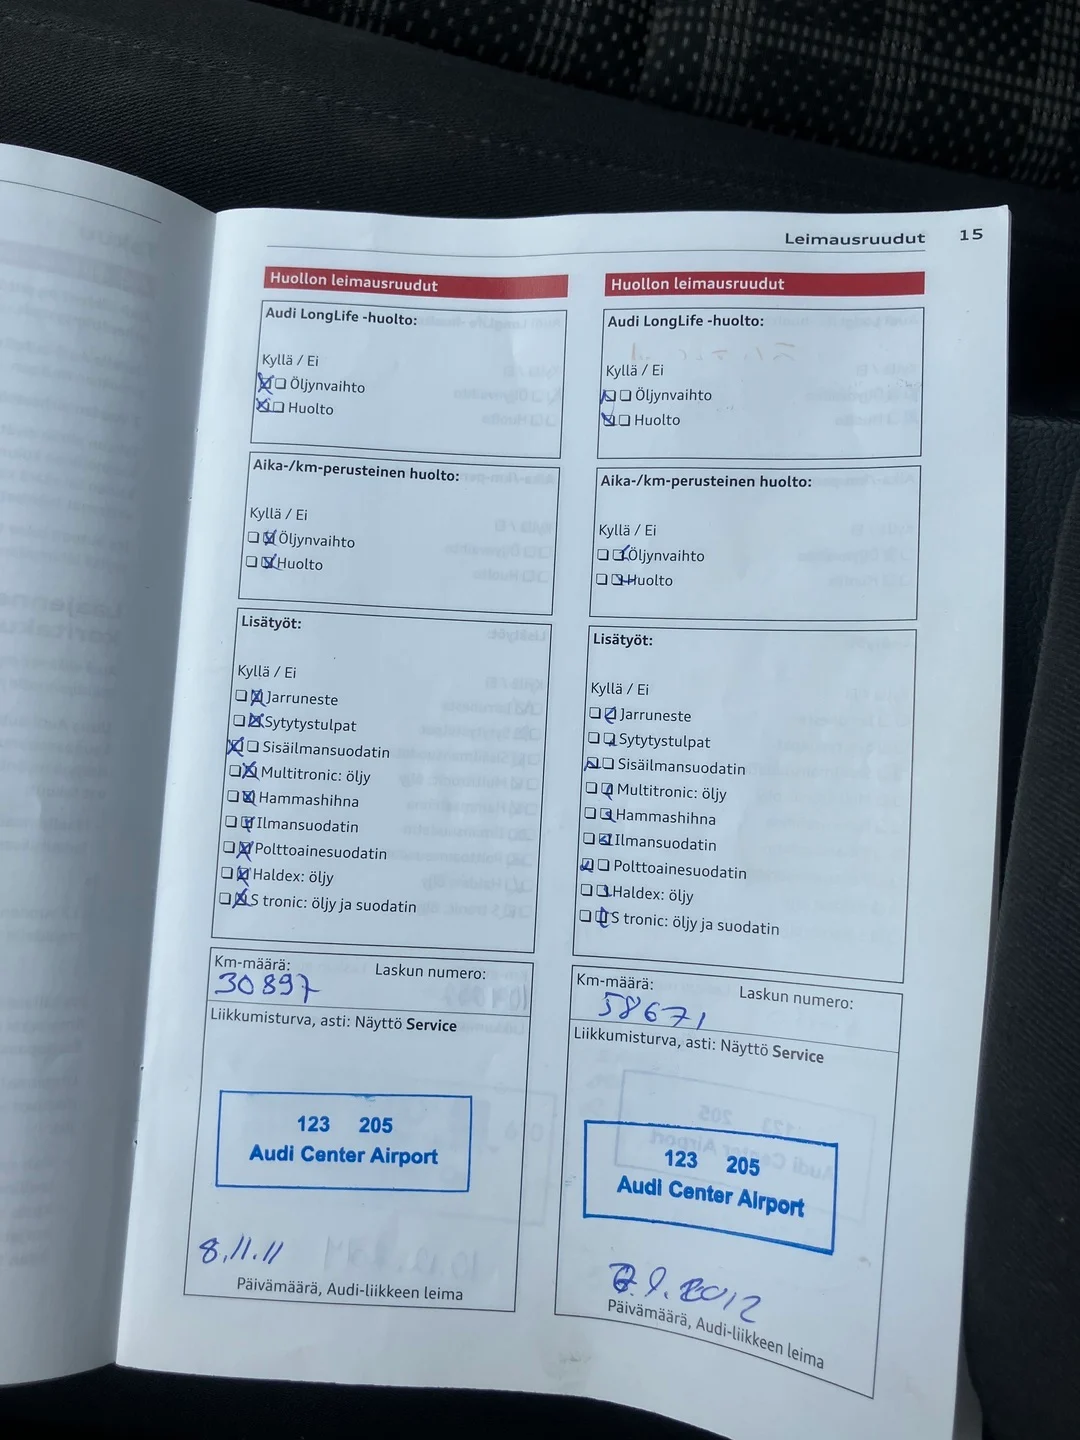 Leimausruudut 15
Huollon leimausruudut
Audi LongLife -huolto:
Kyllä / Ei
Öljynvaihto
Huolto
Aika-/km-perusteinen huolto:
Kyllä / Ei
Öljynvaihto
Huolto
Lisätyöt:
Kyllä / Ei
Jarruneste
Sytytystulpat
Sisäilmansuodatin
Multitronic: öljy
Hammashihna
Ilmansuodatin
Polttoainesuodatin
Haldex: öljy
S tronic: öljy ja suodatin
Km-määrä: Laskun numero:
30897
Liikkumisturva, asti: Näyttö Service
123 205
Audi Center Airport
8.11.11
Päivämäärä, Audi-liikkeen leima
Huollon leimausruudut
Audi LongLife -huolto:
Kyllä / Ei
Öljynvaihto
Huolto
Aika-/km-perusteinen huolto:
Kyllä / Ei
Öljynvaihto
Huolto
Lisätyöt:
Kyllä / Ei
Jarruneste
Sytytystulpat
Sisäilmansuodatin
Multitronic: öljy
Hammashihna
Ilmansuodatin
Polttoainesuodatin
Haldex: öljy
S tronic: öljy ja suodatin
Km-määrä: Laskun numero:
58671
Liikkumisturva, asti: Näyttö Service
123 205
Audi Center Airport
Päivämäärä, Audi-liikkeen leima